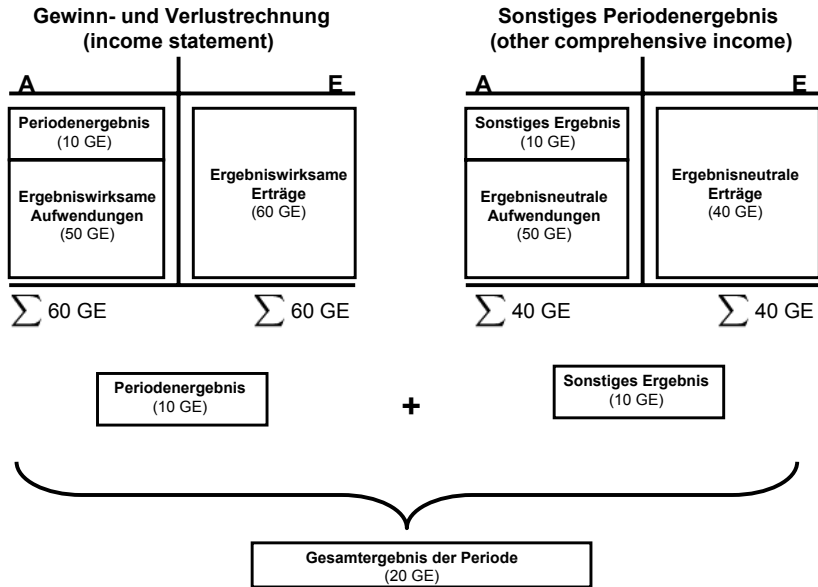 Gewinn- und Verlustrechnung
(income statement)
A E
Periodenergebnis
(10 GE)
Ergebniswirksame
Aufwendungen
(50 GE)
Ergebniswirksame
Erträge
(60 GE)
∑ 60 GE ∑ 60 GE
Sonstiges Periodenergebnis
(other comprehensive income)
A E
Sonstiges Ergebnis
(10 GE)
Ergebnisneutrale
Aufwendungen
(50 GE)
Ergebnisneutrale
Erträge
(40 GE)
∑ 40 GE ∑ 40 GE
Periodenergebnis
(10 GE)
+
Sonstiges Ergebnis
(10 GE)
Gesamtergebnis der Periode
(20 GE)